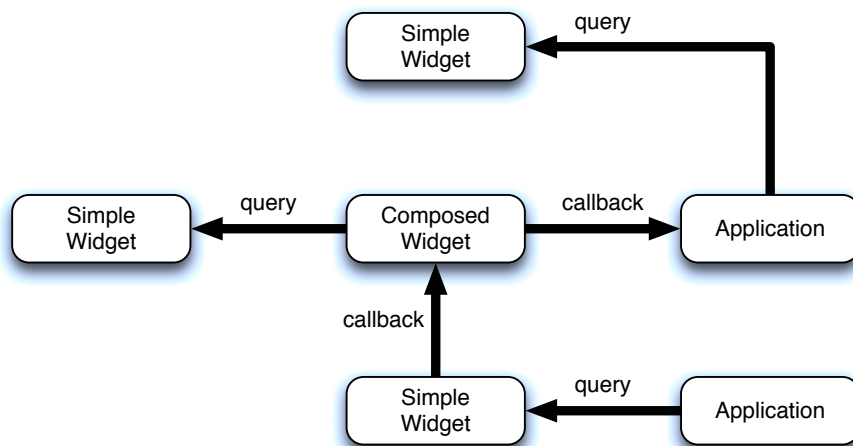 Simple
Widget
query
Simple
Widget
query
Composed
Widget
callback
Application
callback
Simple
Widget
query
Application